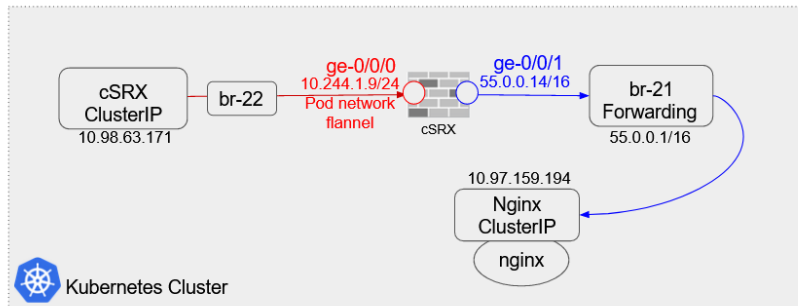 cSRX
ClusterIP
10.98.63.171
br-22
ge-0/0/0
10.244.1.9/24
Pod network
flannel
cSRX
ge-0/0/1
55.0.0.14/16
br-21
Forwarding
55.0.0.1/16
10.97.159.194
Nginx
ClusterIP
nginx
Kubernetes Cluster